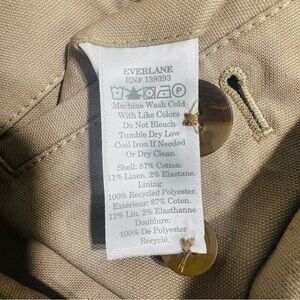 EVERLANE
RN# 139393
Machine Wash Cold
With Like Colors
Do Not Bleach
Tumble Dry Low
Cool Iron If Needed
Or Dry Clean
Shell: 87% Cotton.
11% Linen. 2% Elastane.
Lining:
100% Recycled Polyester.
Extérieur: 87% Coton.
11% Lin. 2% Elasthanne.
Doublure:
100% De Polyester
Recyclé.